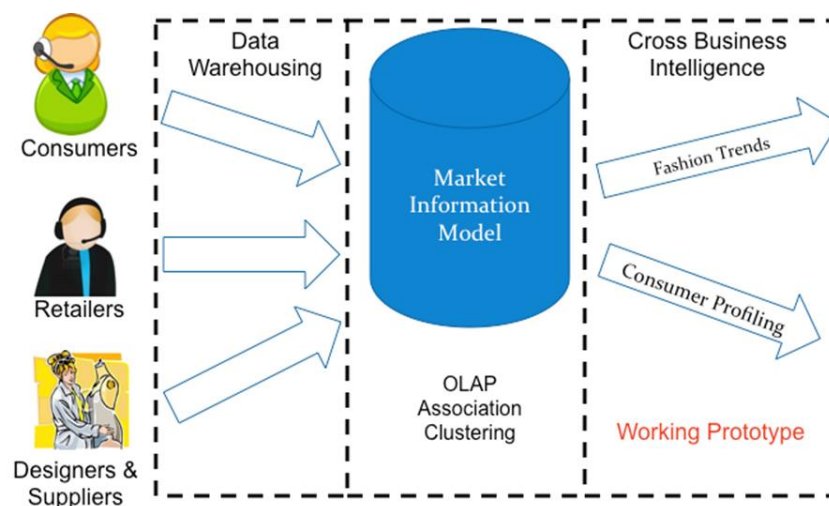 Consumers
Retailers
Designers &
Suppliers
Data
Warehousing
Market
Information
Model
OLAP
Association
Clustering
Cross Business
Intelligence
Fashion Trends
Consumer Profiling
Working Prototype